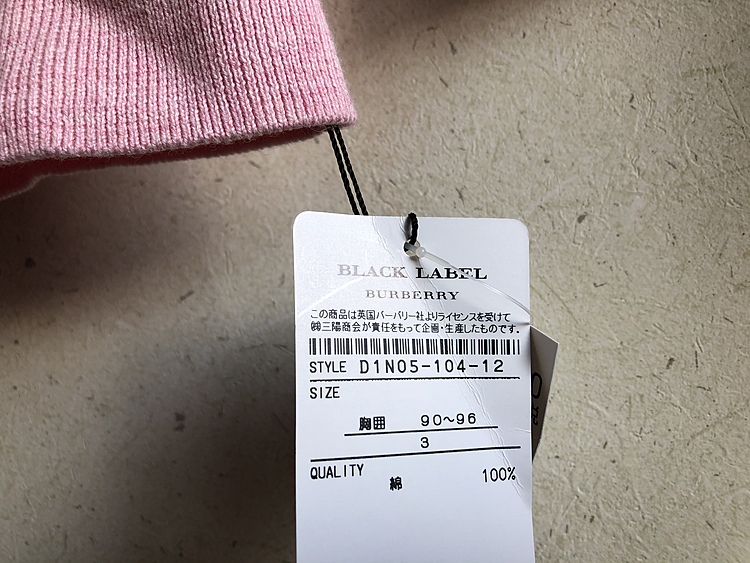 BLACK LABEL
BURBERRY
この商品は英国バーバリー社よりライセンスを受けて
㈱三陽商会が責任をもって企画・生産したものです。
STYLE D1N05-104-12
SIZE
胸囲 90〜96
3
QUALITY
綿 100%